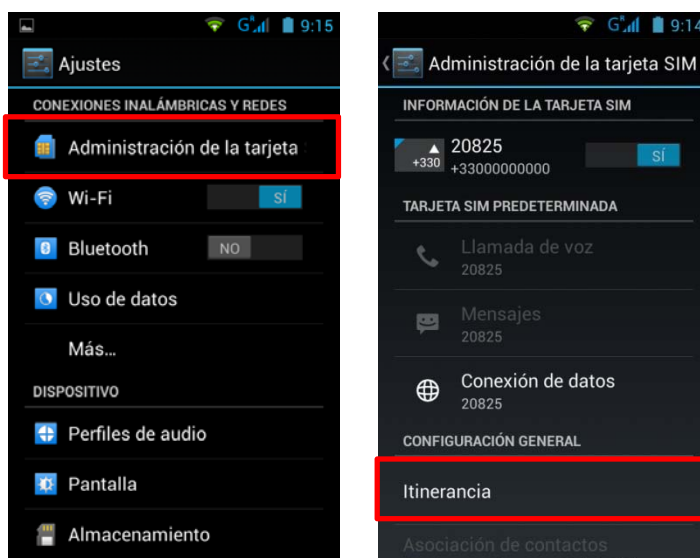 G R 9:15
Ajustes
CONEXIONES INALÁMBRICAS Y REDES
Administración de la tarjeta
Wi-Fi SÍ
Bluetooth NO
Uso de datos
Más...
DISPOSITIVO
Perfiles de audio
Pantalla
Almacenamiento
G R 9:14
Administración de la tarjeta SIM
INFORMACIÓN DE LA TARJETA SIM
+330 20825 SÍ
+33000000000
TARJETA SIM PREDETERMINADA
Llamada de voz
20825
Mensajes
20825
Conexión de datos
20825
CONFIGURACIÓN GENERAL
Itinerancia
Asociación de contactos